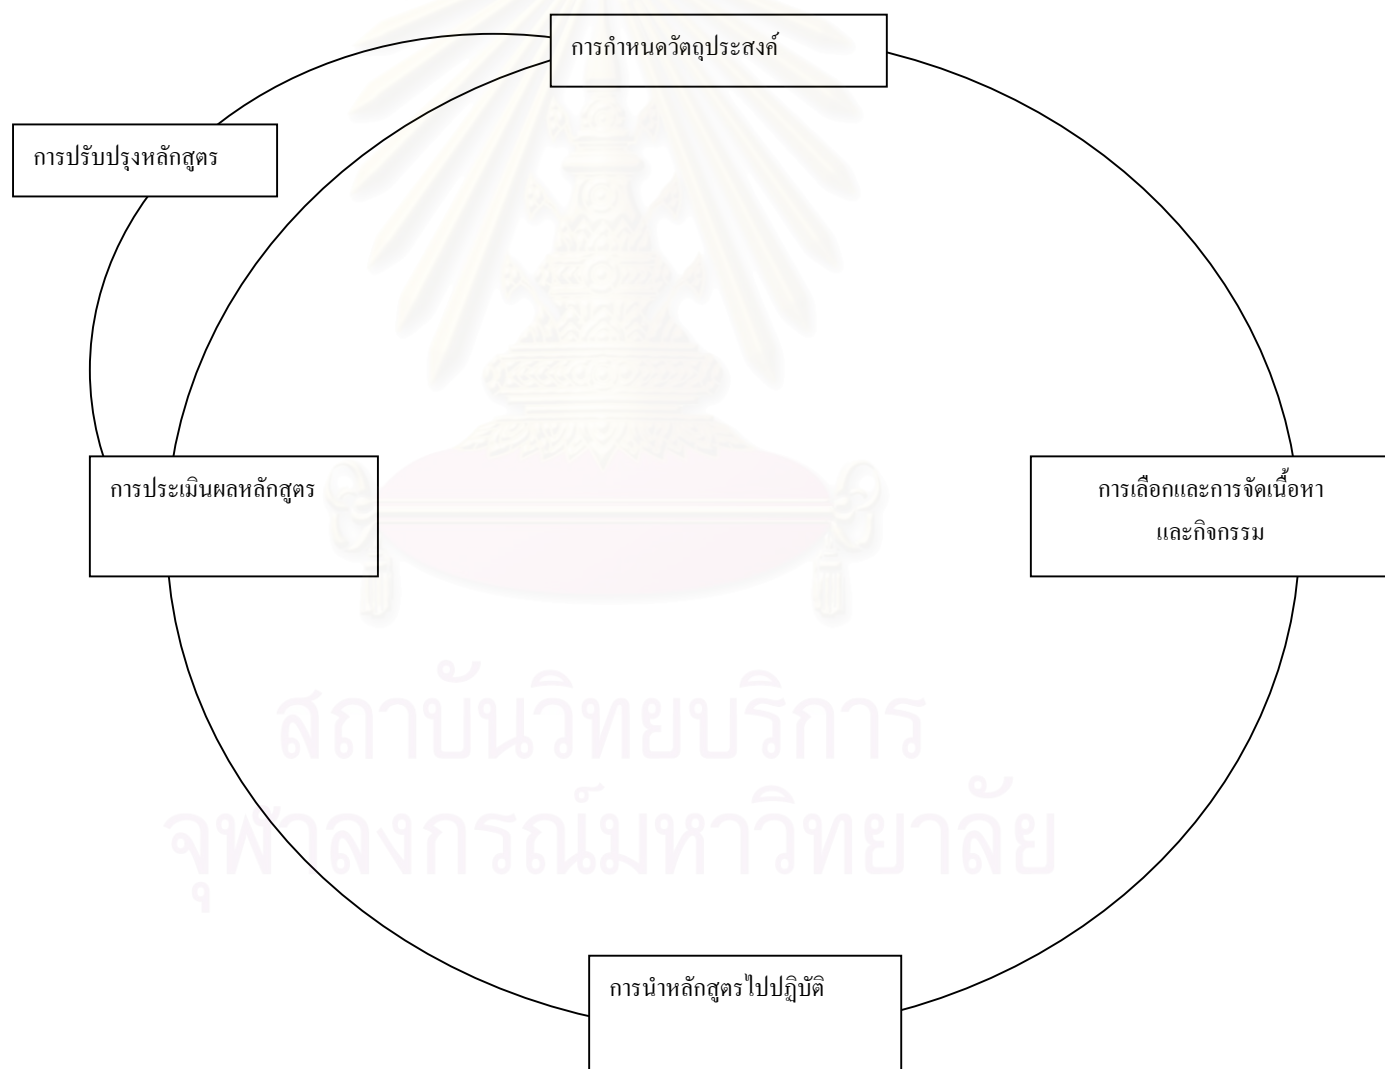 การกำหนดวัตถุประสงค์
การปรับปรุงหลักสูตร
การประเมินผลหลักสูตร
การเลือกและการจัดเนื้อหา
และกิจกรรม
สถาบันวิทยบริการ
จุฬาลงกรณ์มหาวิทยาลัย
การนำหลักสูตรไปปฏิบัติ